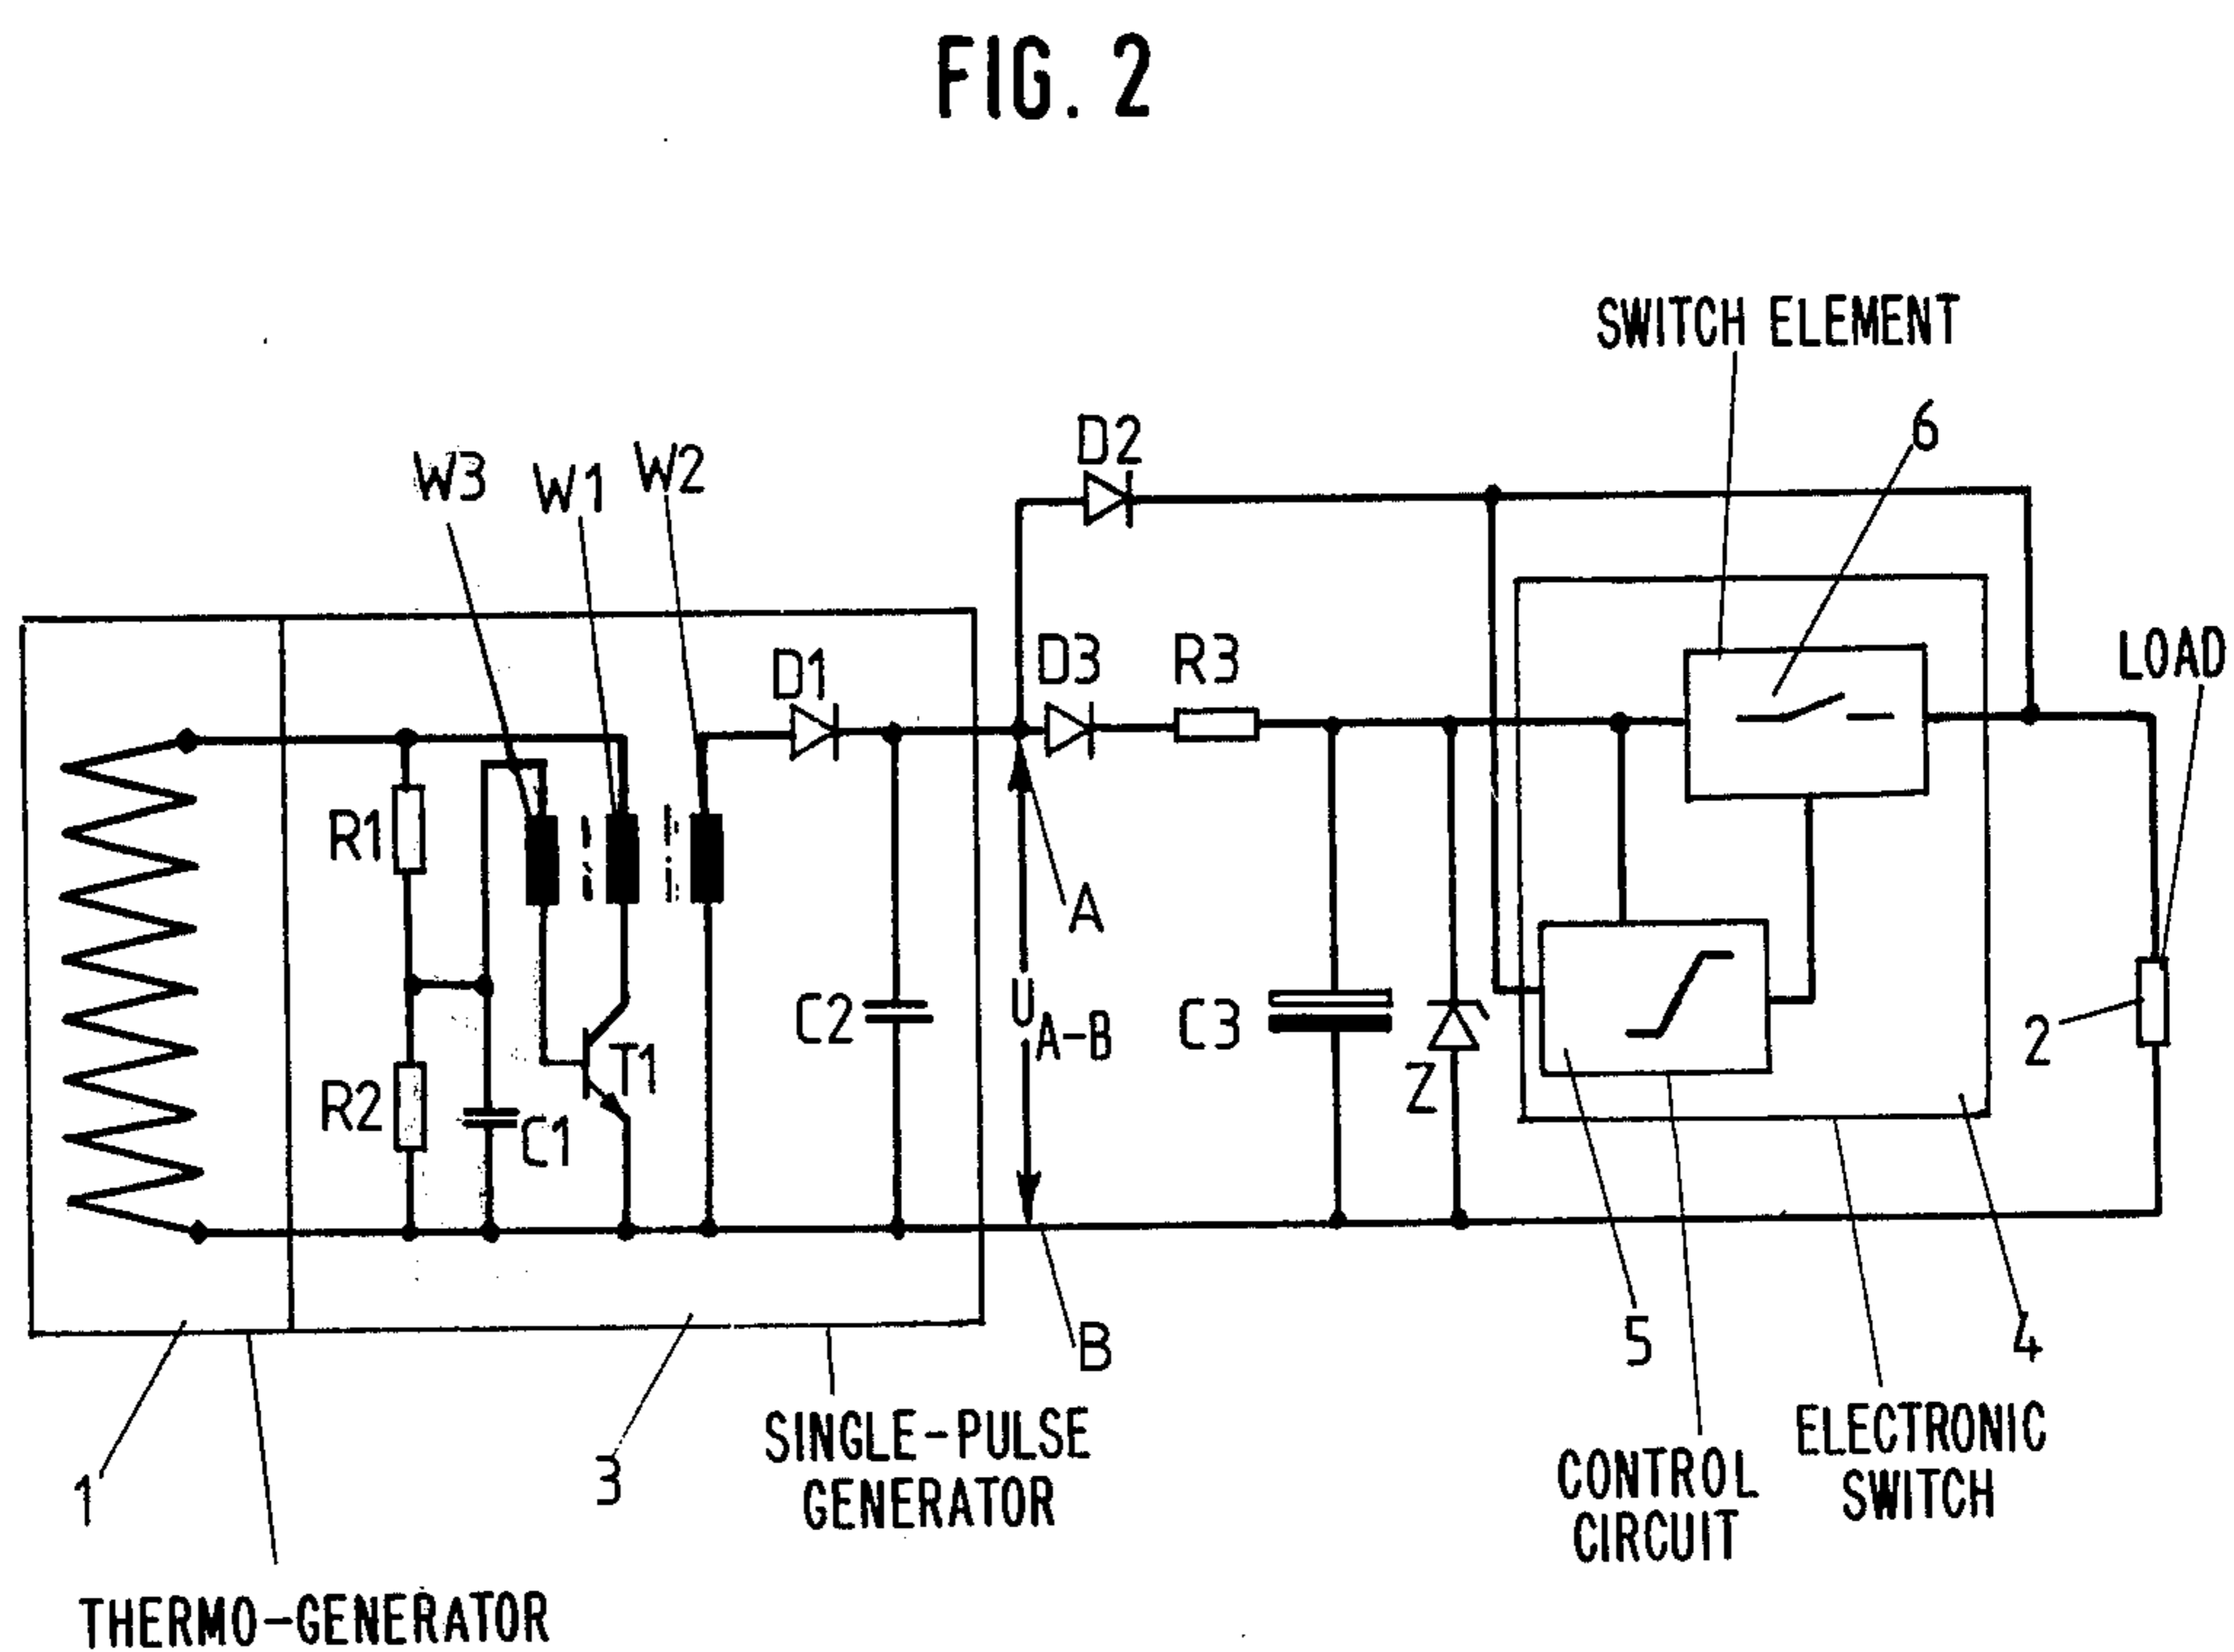 FIG. 2
SWITCH ELEMENT
6
D2
W3
W1
W2
D1
D3
R3
LOAD
R1
A
C2
U A-B
C3
Z
2
T1
R2
C1
B
5
4
1
3
SINGLE-PULSE
GENERATOR
CONTROL
CIRCUIT
ELECTRONIC
SWITCH
THERMO-GENERATOR